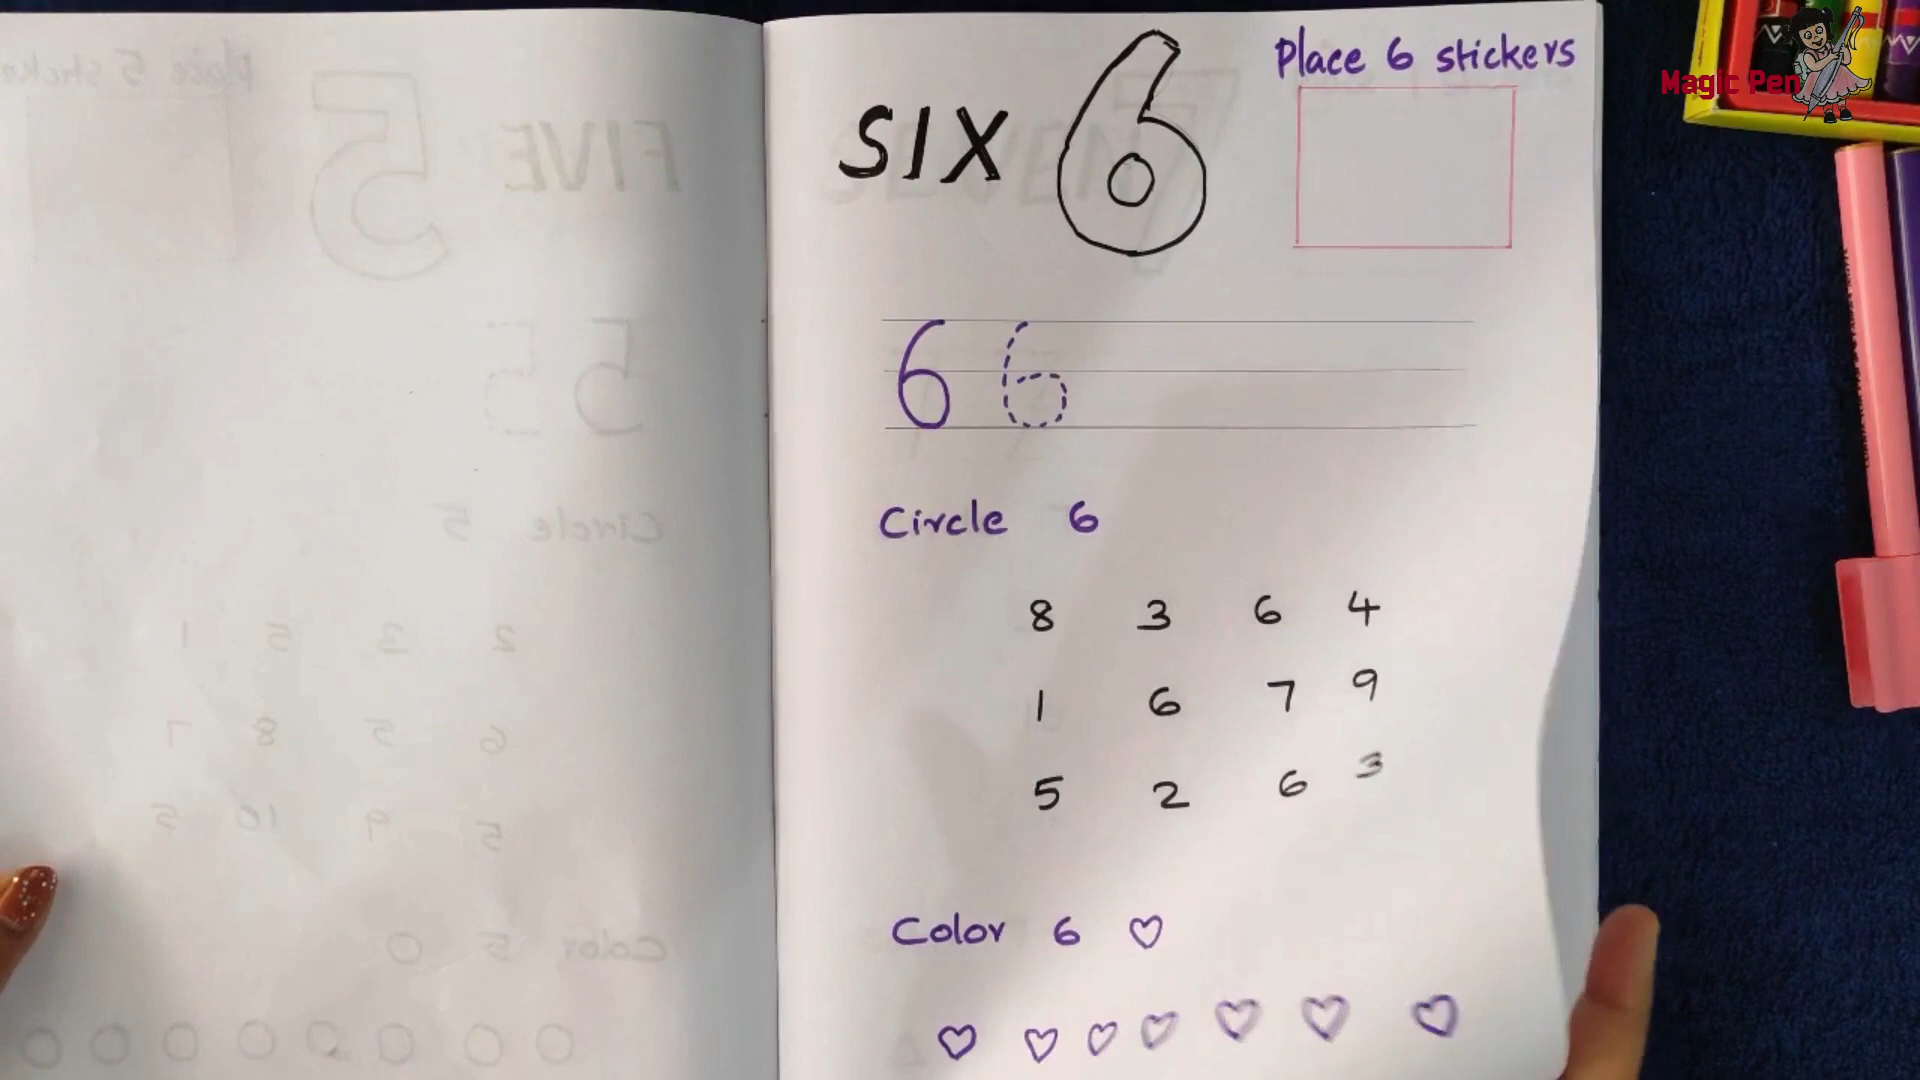 Place 6 stickers
SIX 6
6 6
Circle 6
8 3 6 4
1 6 7 9
5 2 6 3
Color 6 ♡
Magic Pen